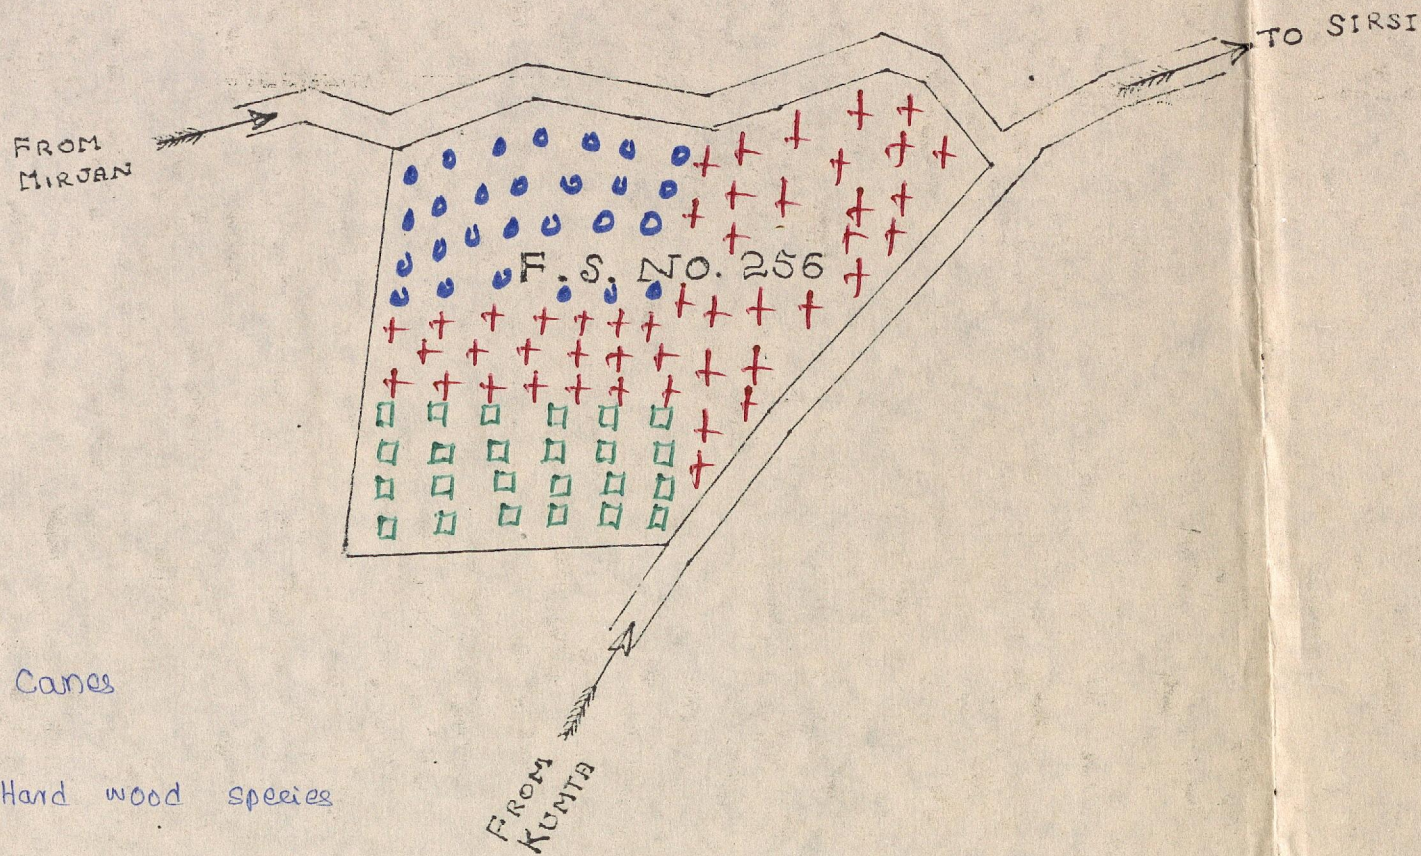 TO SIRSI
FROM
MIRJAN
F.S. NO. 256
Canes
Hard wood species
FROM
KUMTA